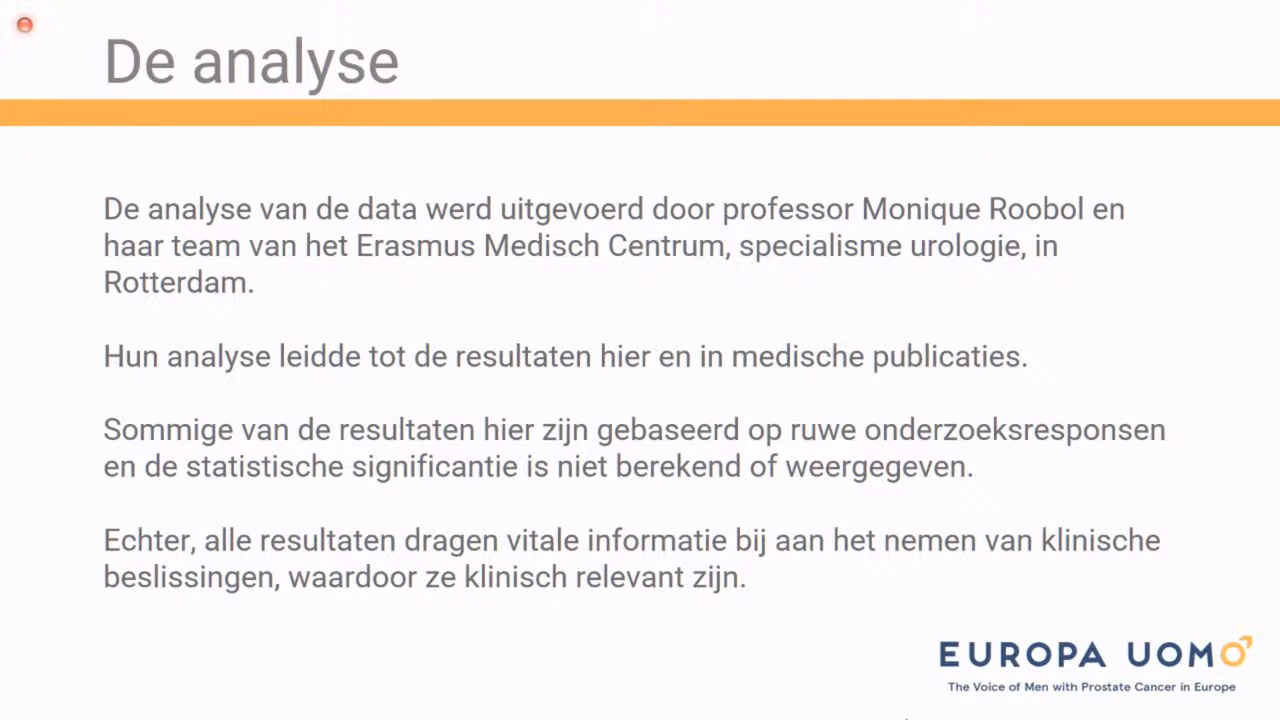 De analyse
De analyse van de data werd uitgevoerd door professor Monique Roobol en
haar team van het Erasmus Medisch Centrum, specialisme urologie, in
Rotterdam.
Hun analyse leidde tot de resultaten hier en in medische publicaties.
Sommige van de resultaten hier zijn gebaseerd op ruwe onderzoeksresponsen
en de statistische significantie is niet berekend of weergegeven.
Echter, alle resultaten dragen vitale informatie bij aan het nemen van klinische
beslissingen, waardoor ze klinisch relevant zijn.
EUROPA UOMO
The Voice of Men with Prostate Cancer in Europe